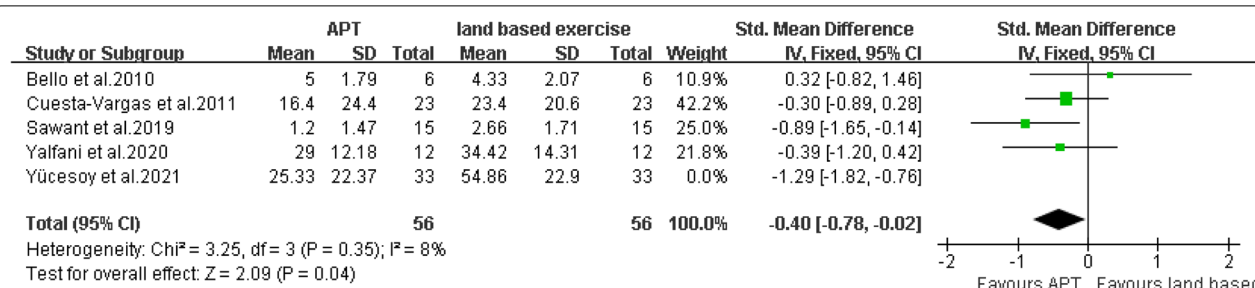 APT land based exercise Std. Mean Difference Std. Mean Difference
Study or Subgroup Mean SD Total Mean SD Total Weight IV, Fixed, 95% CI IV, Fixed, 95% CI
Bello et al.2010 5 1.79 6 4.33 2.07 6 10.9% 0.32 [-0.82, 1.46]
Cuesta-Vargas et al.2011 16.4 24.4 23 23.4 20.6 23 42.2% -0.30 [-0.89, 0.28]
Sawant et al.2019 1.2 1.47 15 2.66 1.71 15 25.0% -0.89 [-1.65, -0.14]
Yalfani et al.2020 29 12.18 12 34.42 14.31 12 21.8% -0.39 [-1.20, 0.42]
Yücesoy et al.2021 25.33 22.37 33 54.86 22.9 33 0.0% -1.29 [-1.82, -0.76]
Total (95% CI) 56 56 100.0% -0.40 [-0.78, -0.02]
Heterogeneity: Chi² = 3.25, df = 3 (P = 0.35); I² = 8%
Test for overall effect: Z = 2.09 (P = 0.04)
-2 -1 0 1 2
Favours APT Favours land based